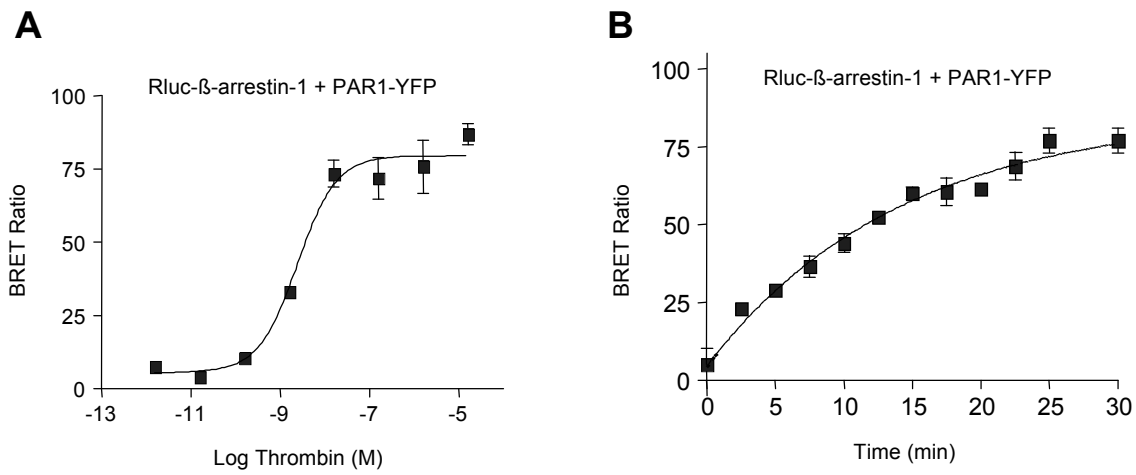 A
Rluc-ß-arrestin-1 + PAR1-YFP
100
75
50
25
0
BRET Ratio
-13 -11 -9 -7 -5
Log Thrombin (M)
B
Rluc-ß-arrestin-1 + PAR1-YFP
100
75
50
25
0
BRET Ratio
0 5 10 15 20 25 30
Time (min)